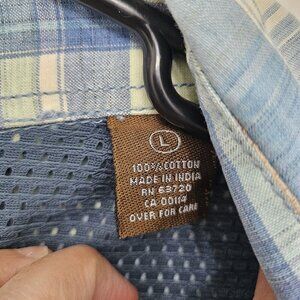 L
100% COTTON
MADE IN INDIA
RN 63720
CA 00114
OVER FOR CARE